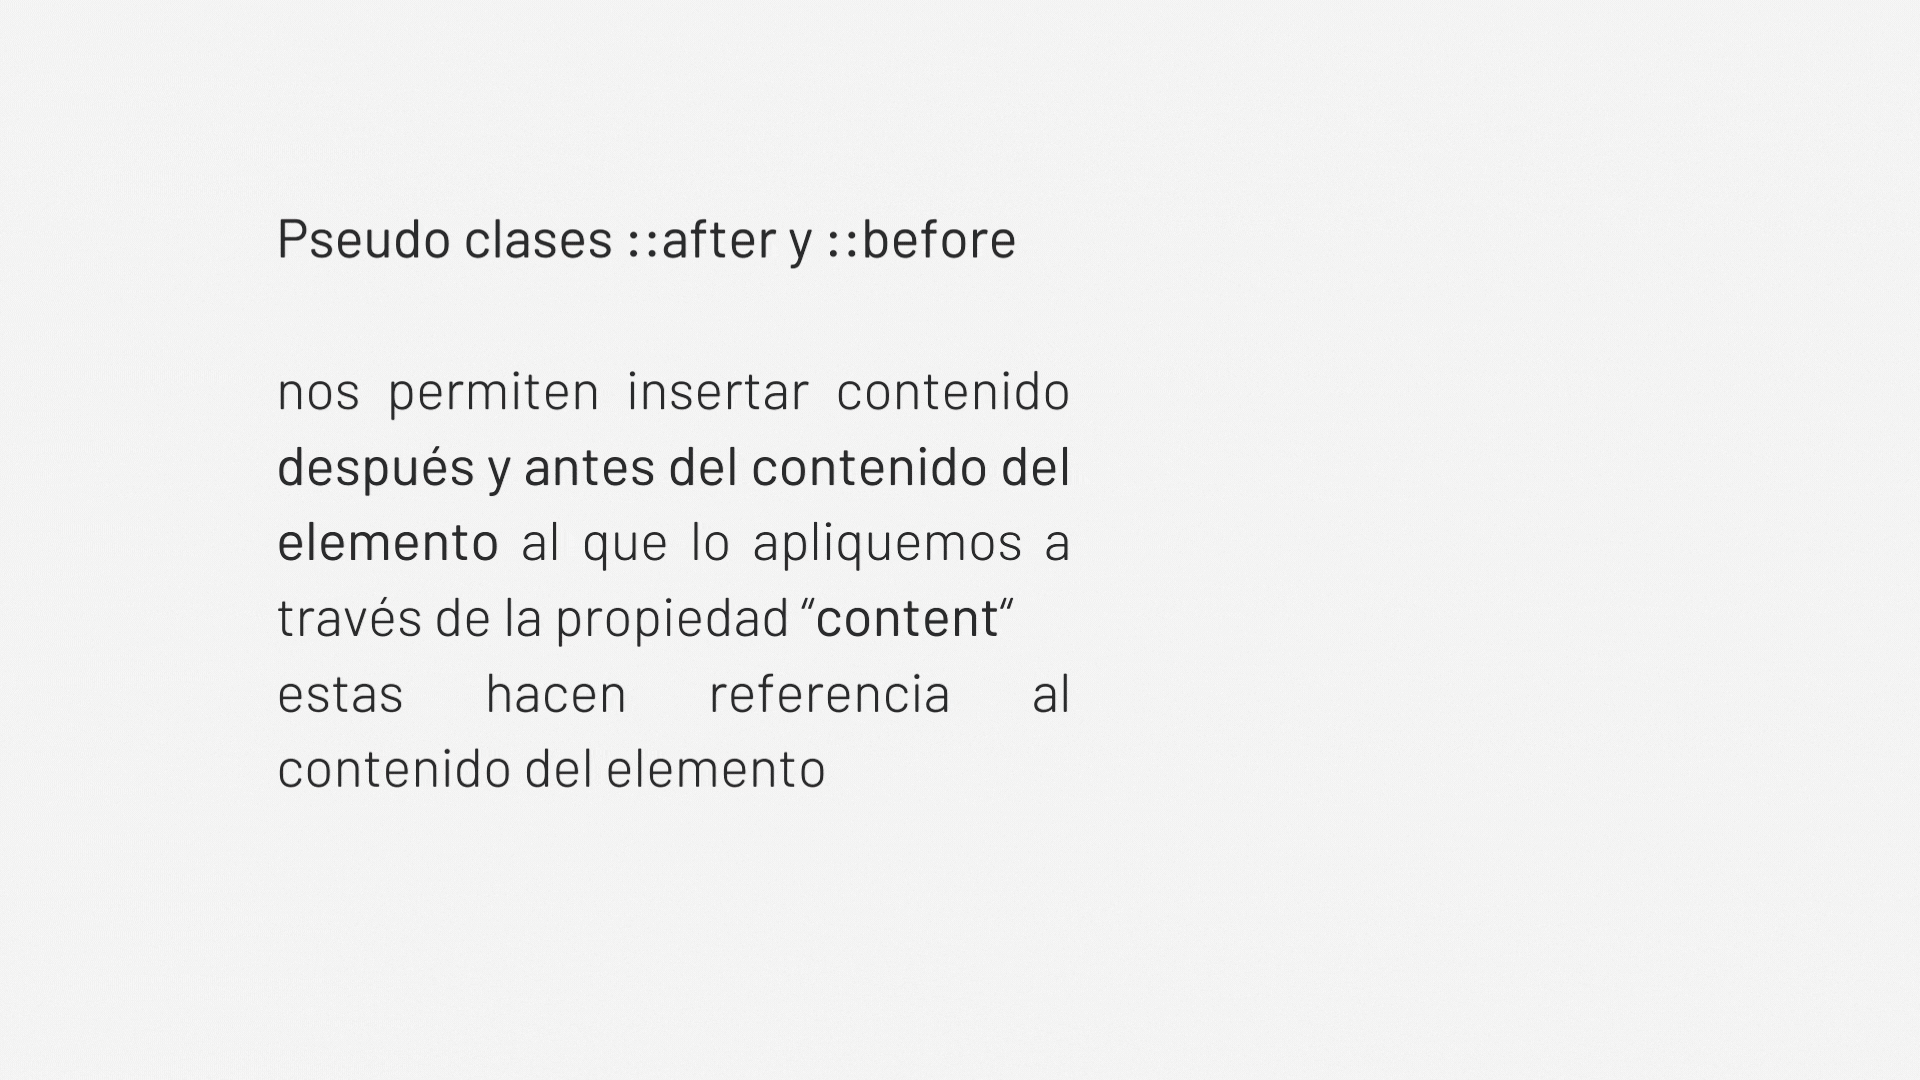 Pseudo clases ::after y ::before
nos permiten insertar contenido
después y antes del contenido del
elemento al que lo apliquemos a
través de la propiedad “content“
estas hacen referencia al
contenido del elemento